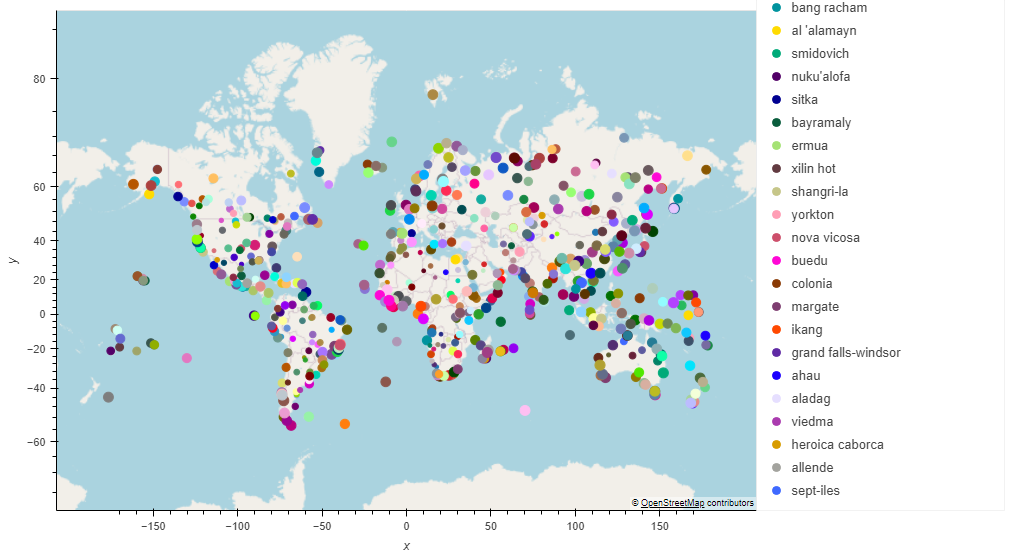 80
60
40
20
0
−20
−40
−60
y
−150
−100
−50
0
50
100
150
x
© OpenStreetMap contributors
bang racham
al 'alamayn
smidovich
nuku'alofa
sitka
bayramaly
ermua
xilin hot
shangri-la
yorkton
nova vicosa
buedu
colonia
margate
ikang
grand falls-windsor
ahau
aladag
viedma
heroica caborca
allende
sept-iles